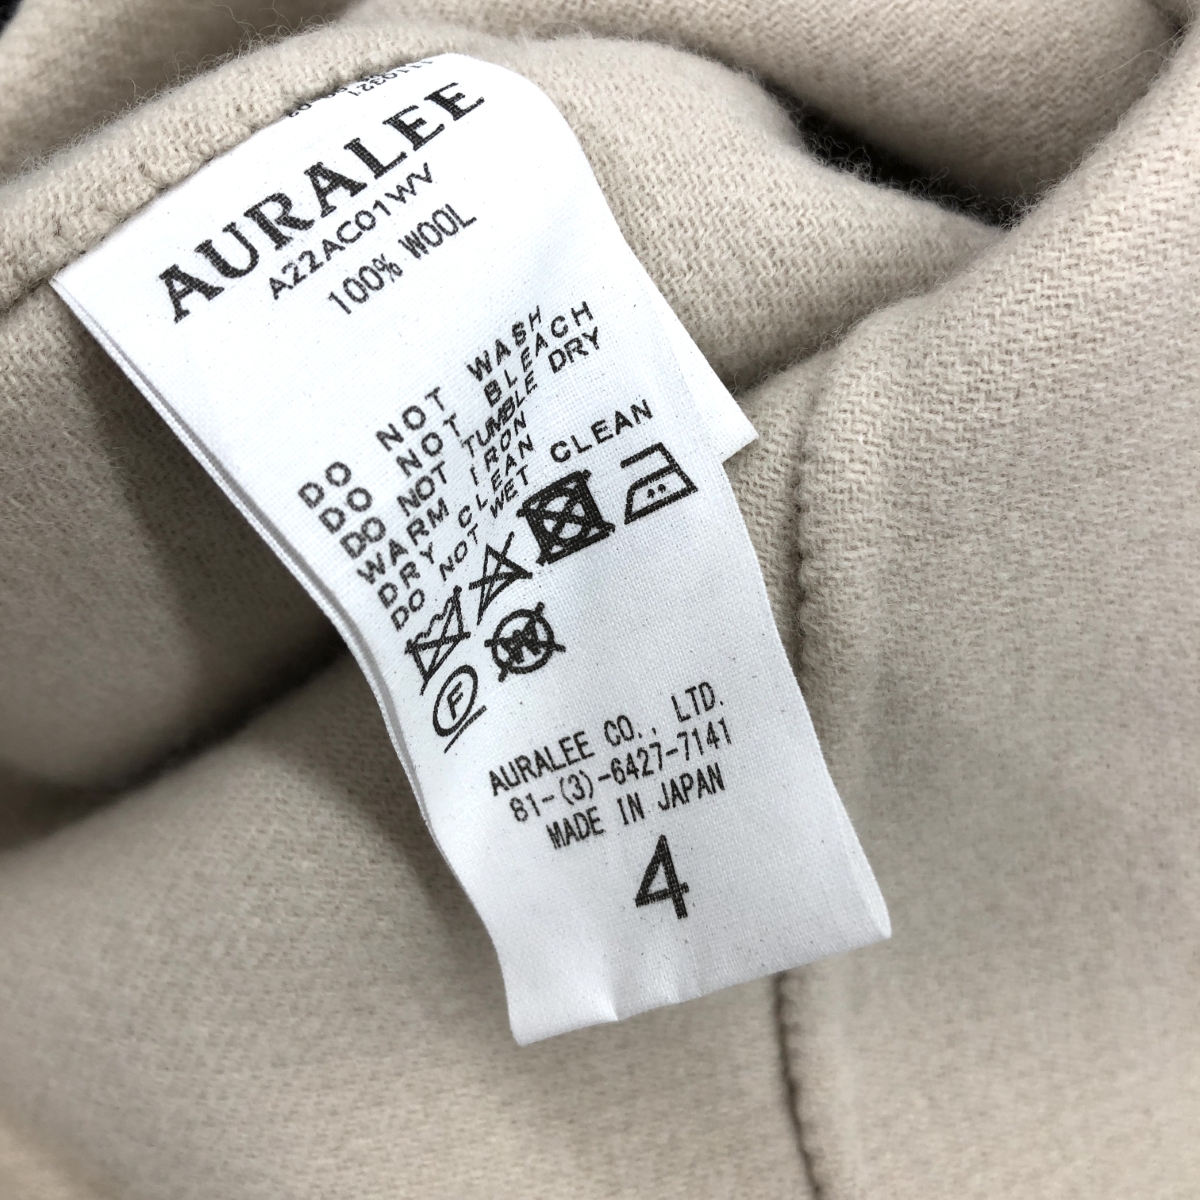 AURALEE
A22AC01WV
100% WOOL
DO NOT WASH
DO NOT BLEACH
DO NOT TUMBLE DRY
WARM IRON
DRY CLEAN
DO NOT WET CLEAN
F
W
AURALEE CO., LTD.
81-(3)-6427-7141
MADE IN JAPAN
4